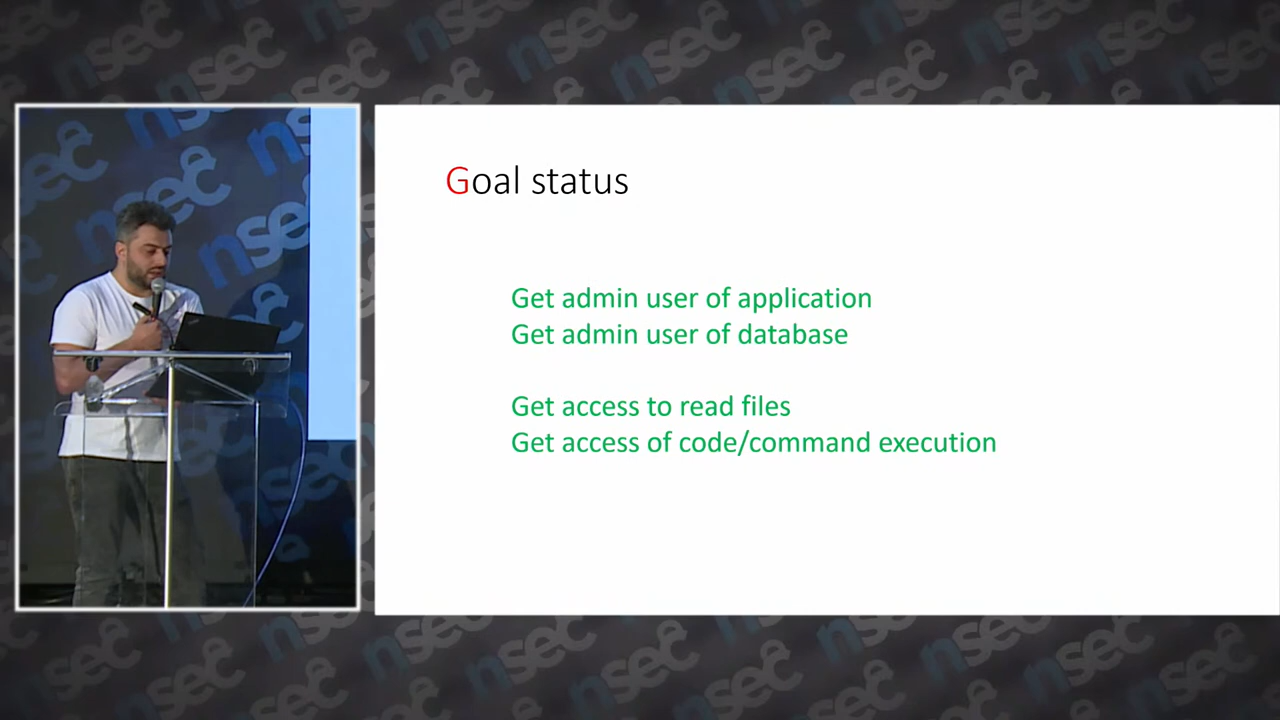 Goal status
Get admin user of application
Get admin user of database
Get access to read files
Get access of code/command execution
nsec